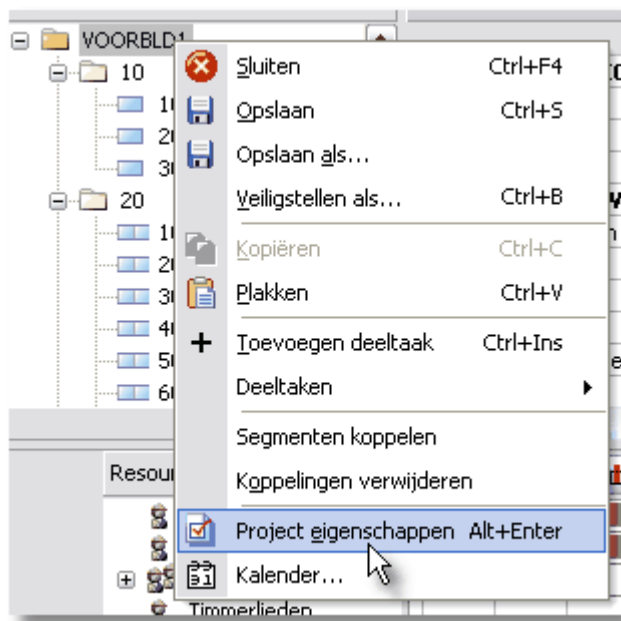 VOORBLD1
10
20
Sluiten Ctrl+F4
Opslaan Ctrl+S
Opslaan als...
Veiligstellen als... Ctrl+B
Kopiëren Ctrl+C
Plakken Ctrl+V
Toevoegen deeltaak Ctrl+Ins
Deeltaken
Segmenten koppelen
Koppelingen verwijderen
Project eigenschappen Alt+Enter
Kalender...
Timmerlieden